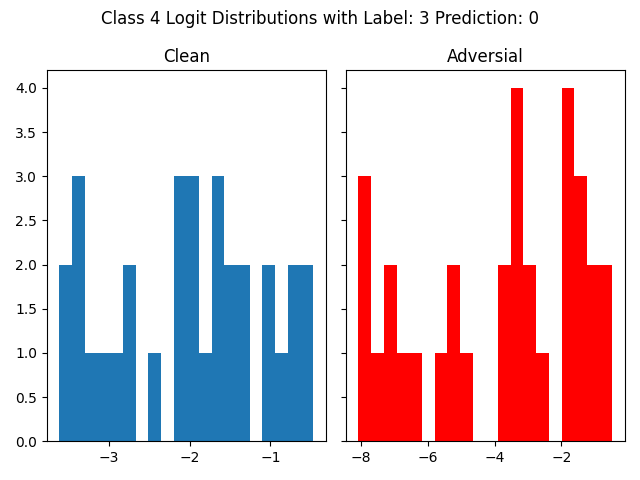 Class 4 Logit Distributions with Label: 3 Prediction: 0
Clean
Adversial
4.0
3.5
3.0
2.5
2.0
1.5
1.0
0.5
0.0
−3 −2 −1
−8 −6 −4 −2